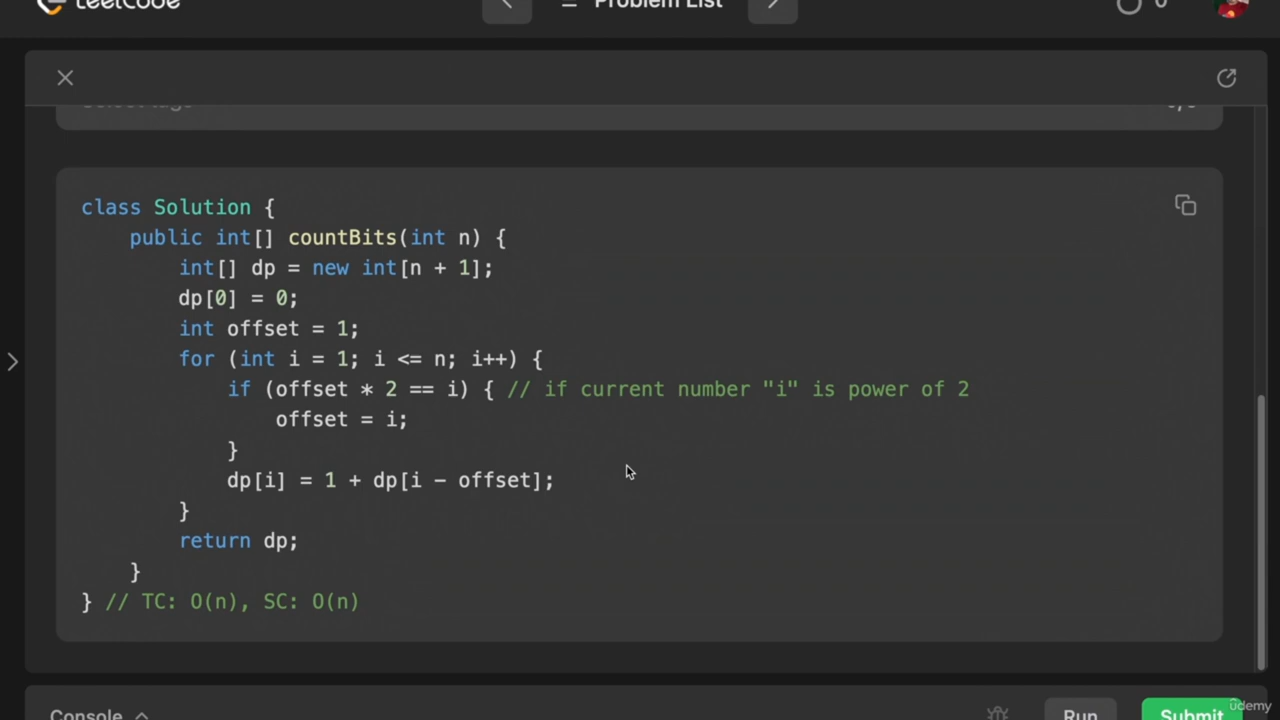 LeetCode
Problem List
0
class Solution {
public int[] countBits(int n) {
int[] dp = new int[n + 1];
dp[0] = 0;
int offset = 1;
for (int i = 1; i <= n; i++) {
if (offset * 2 == i) { // if current number "i" is power of 2
offset = i;
}
dp[i] = 1 + dp[i - offset];
}
return dp;
}
} // TC: O(n), SC: O(n)
Console
Run
Submit
ûdemy